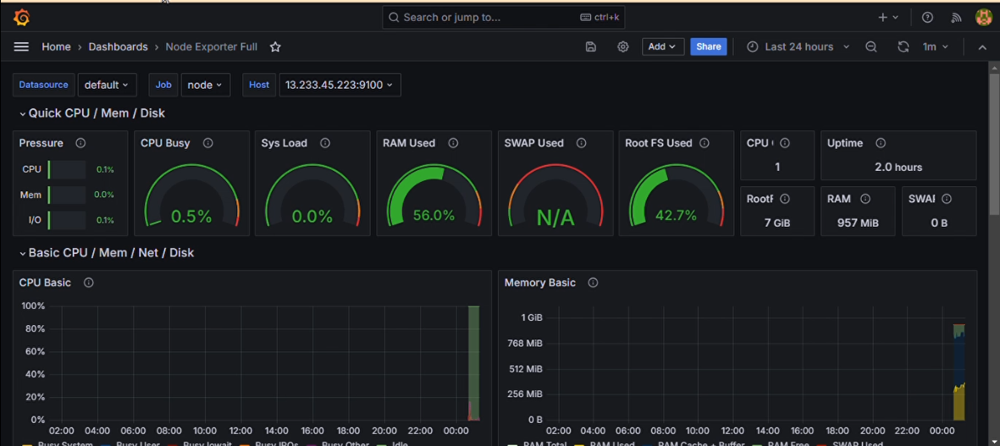 Search or jump to... ctrl+k
Home › Dashboards › Node Exporter Full
Add Share Last 24 hours 1m
Datasource default Job node Host 13.233.45.223:9100
Quick CPU / Mem / Disk
Pressure
CPU 0.1%
Mem 0.0%
I/O 0.1%
CPU Busy
0.5%
Sys Load
0.0%
RAM Used
56.0%
SWAP Used
N/A
Root FS Used
42.7%
CPU
1
Uptime
2.0 hours
RootF
7 GiB
RAM
957 MiB
SWAI
0 B
Basic CPU / Mem / Net / Disk
CPU Basic
100%
80%
60%
40%
20%
0%
02:00 04:00 06:00 08:00 10:00 12:00 14:00 16:00 18:00 20:00 22:00 00:00
Busy System Busy User Busy Iowait Busy IRQs Busy Other Idle
Memory Basic
1 GiB
768 MiB
512 MiB
256 MiB
0 B
02:00 04:00 06:00 08:00 10:00 12:00 14:00 16:00 18:00 20:00 22:00 00:00
RAM Total RAM Used RAM Cache + Buffer RAM Free SWAP Used